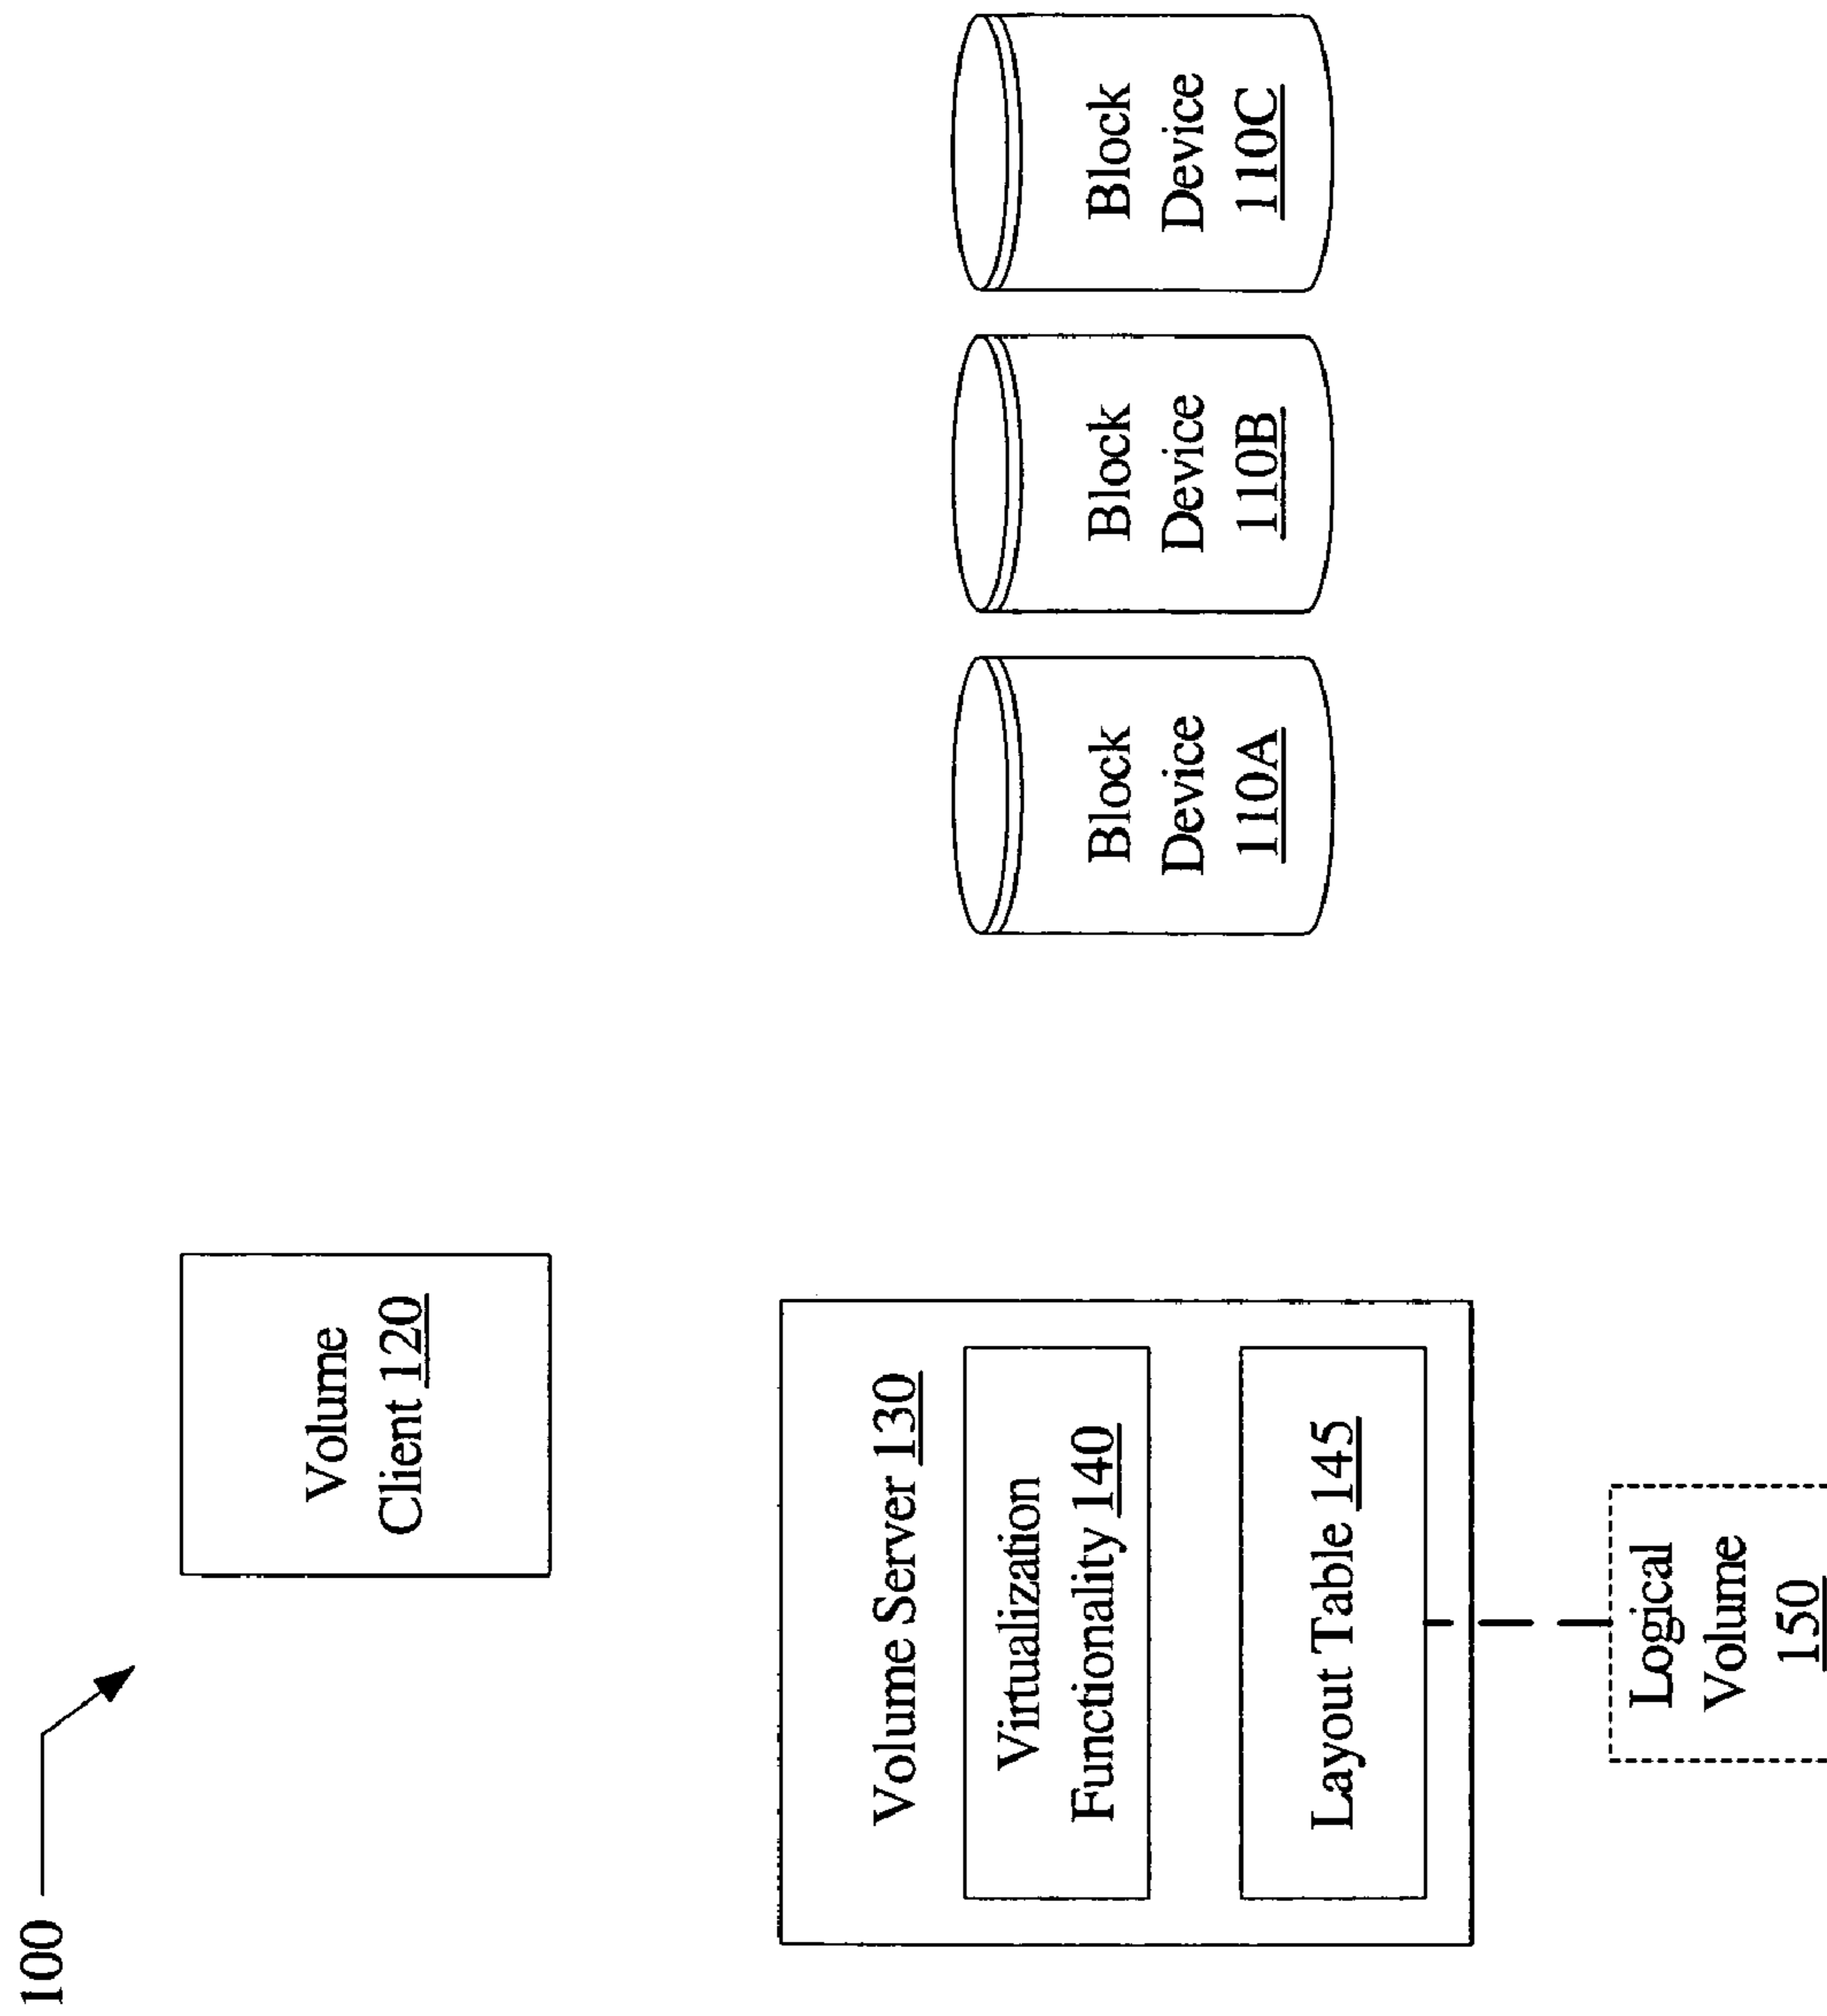 100
Volume
Client 120
Volume Server 130
Virtualization
Functionality 140
Layout Table 145
Logical
Volume
150
Block
Device
110A
Block
Device
110B
Block
Device
110C